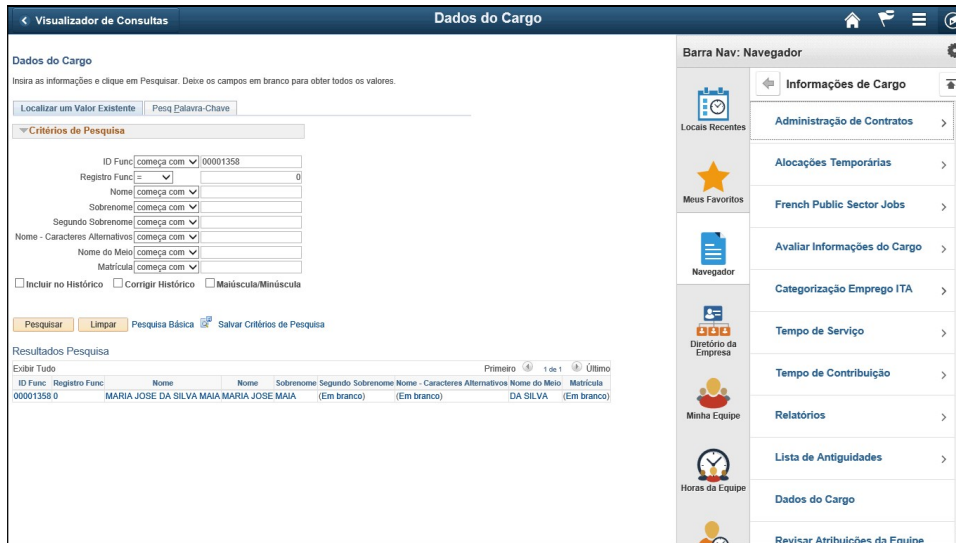 Visualizador de Consultas
Dados do Cargo
Dados do Cargo
Insira as informações e clique em Pesquisar. Deixe os campos em branco para obter todos os valores.
Localizar um Valor Existente Pesq Palavra-Chave
Critérios de Pesquisa
ID Func começa com 00001358
Registro Func = 0
Nome começa com
Sobrenome começa com
Segundo Sobrenome começa com
Nome - Caracteres Alternativos começa com
Nome do Meio começa com
Matrícula começa com
Incluir no Histórico Corrigir Histórico Maiúscula/Minúscula
Pesquisar Limpar Pesquisa Básica Salvar Critérios de Pesquisa
Resultados Pesquisa
Exibir Tudo Primeiro 1 de 1 Último
ID Func Registro Func Nome Nome Sobrenome Segundo Sobrenome Nome - Caracteres Alternativos Nome do Meio Matrícula
00001358 0 MARIA JOSE DA SILVA MAIA MARIA JOSE MAIA (Em branco) (Em branco) DA SILVA (Em branco)
Barra Nav: Navegador
Locais Recentes
Meus Favoritos
Navegador
Diretório da
Empresa
Minha Equipe
Horas da Equipe
Informações de Cargo
Administração de Contratos
Alocações Temporárias
French Public Sector Jobs
Avaliar Informações do Cargo
Categorização Emprego ITA
Tempo de Serviço
Tempo de Contribuição
Relatórios
Lista de Antiguidades
Dados do Cargo
Revisar Atribuições da Equipe